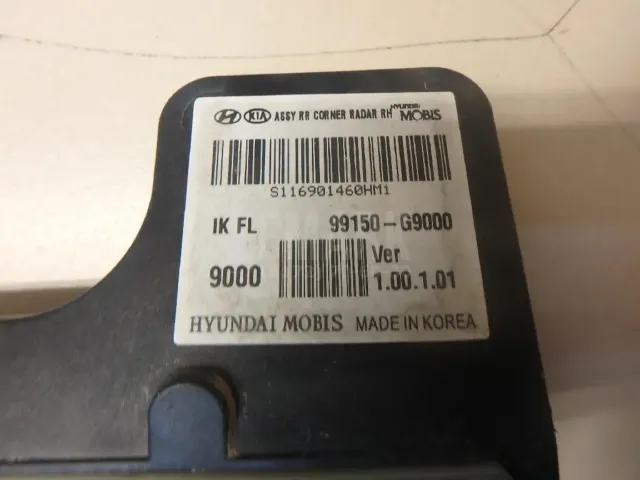 KIA ASSY RR CORNER RADAR RH HYUNDAI MOBIS
S116901460HM1
IK FL 99150-G9000
9000 Ver 1.00.1.01
HYUNDAI MOBIS MADE IN KOREA